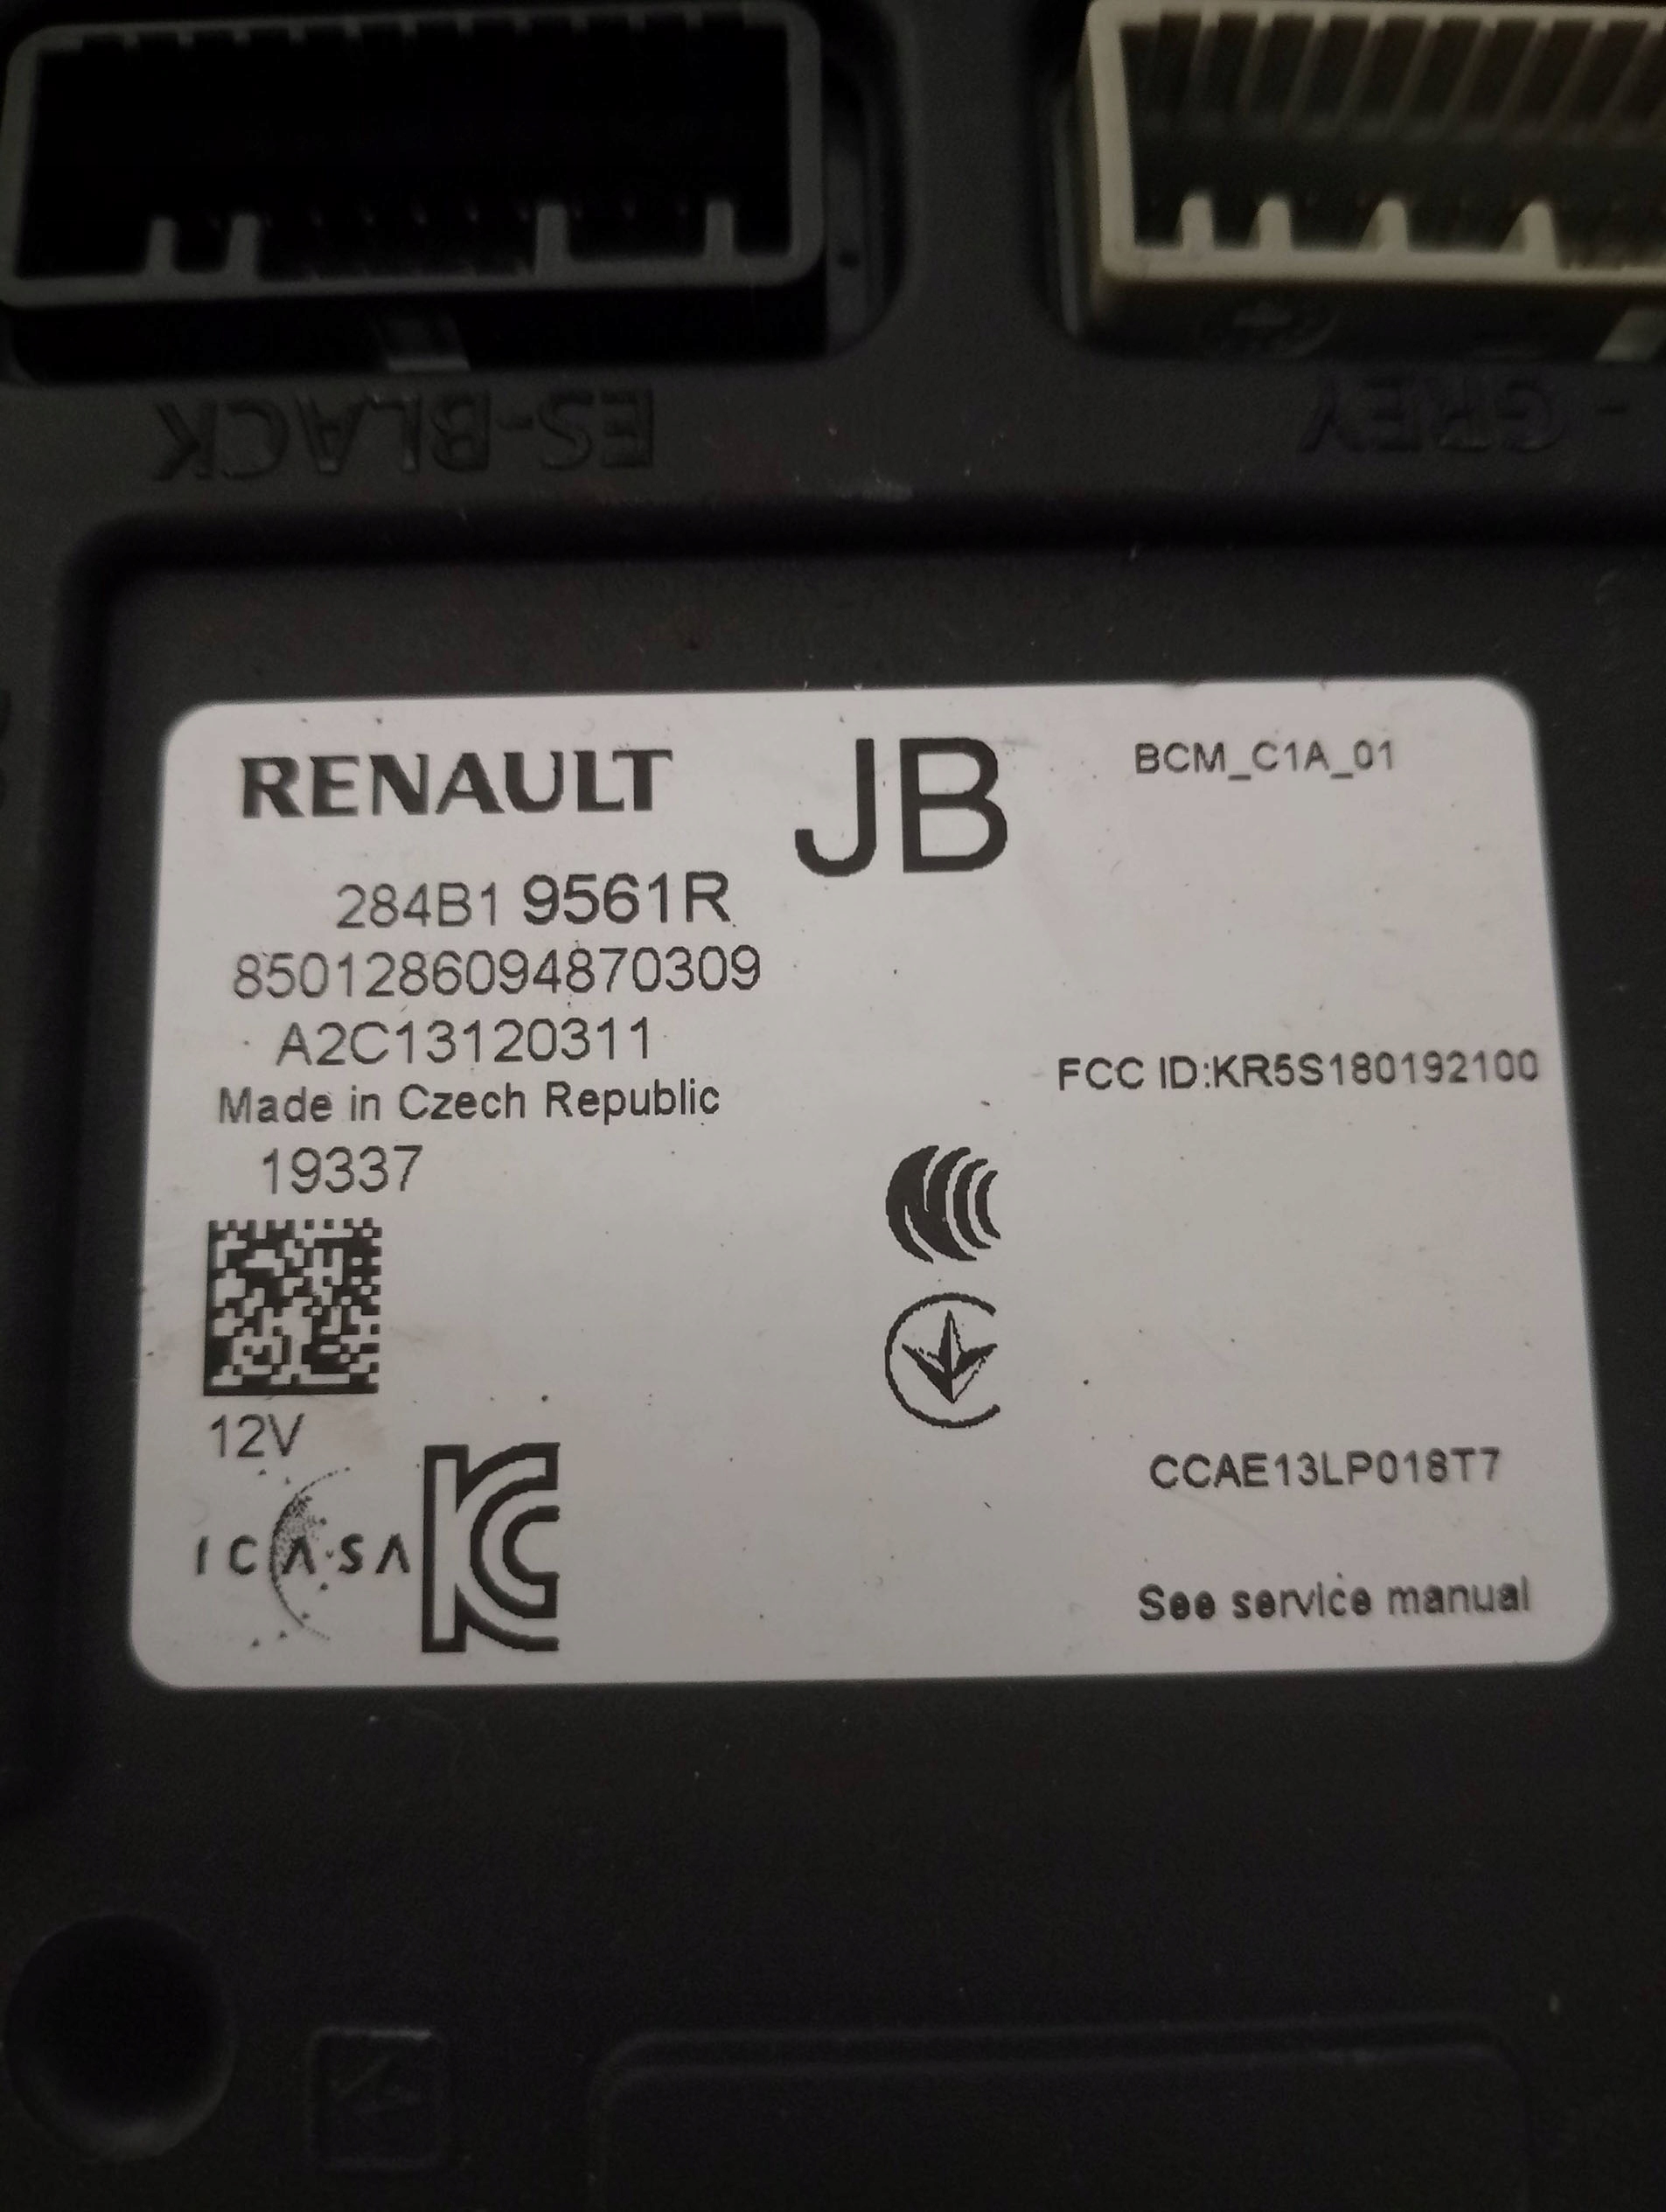 ES-BLACK
- GREY
RENAULT
JB
BCM_C1A_01
284B1 9561R
8501286094870309
A2C13120311
Made in Czech Republic
FCC ID:KR5S180192100
19337
12V
ICASA
KC
CCAE13LP018T7
See service manual